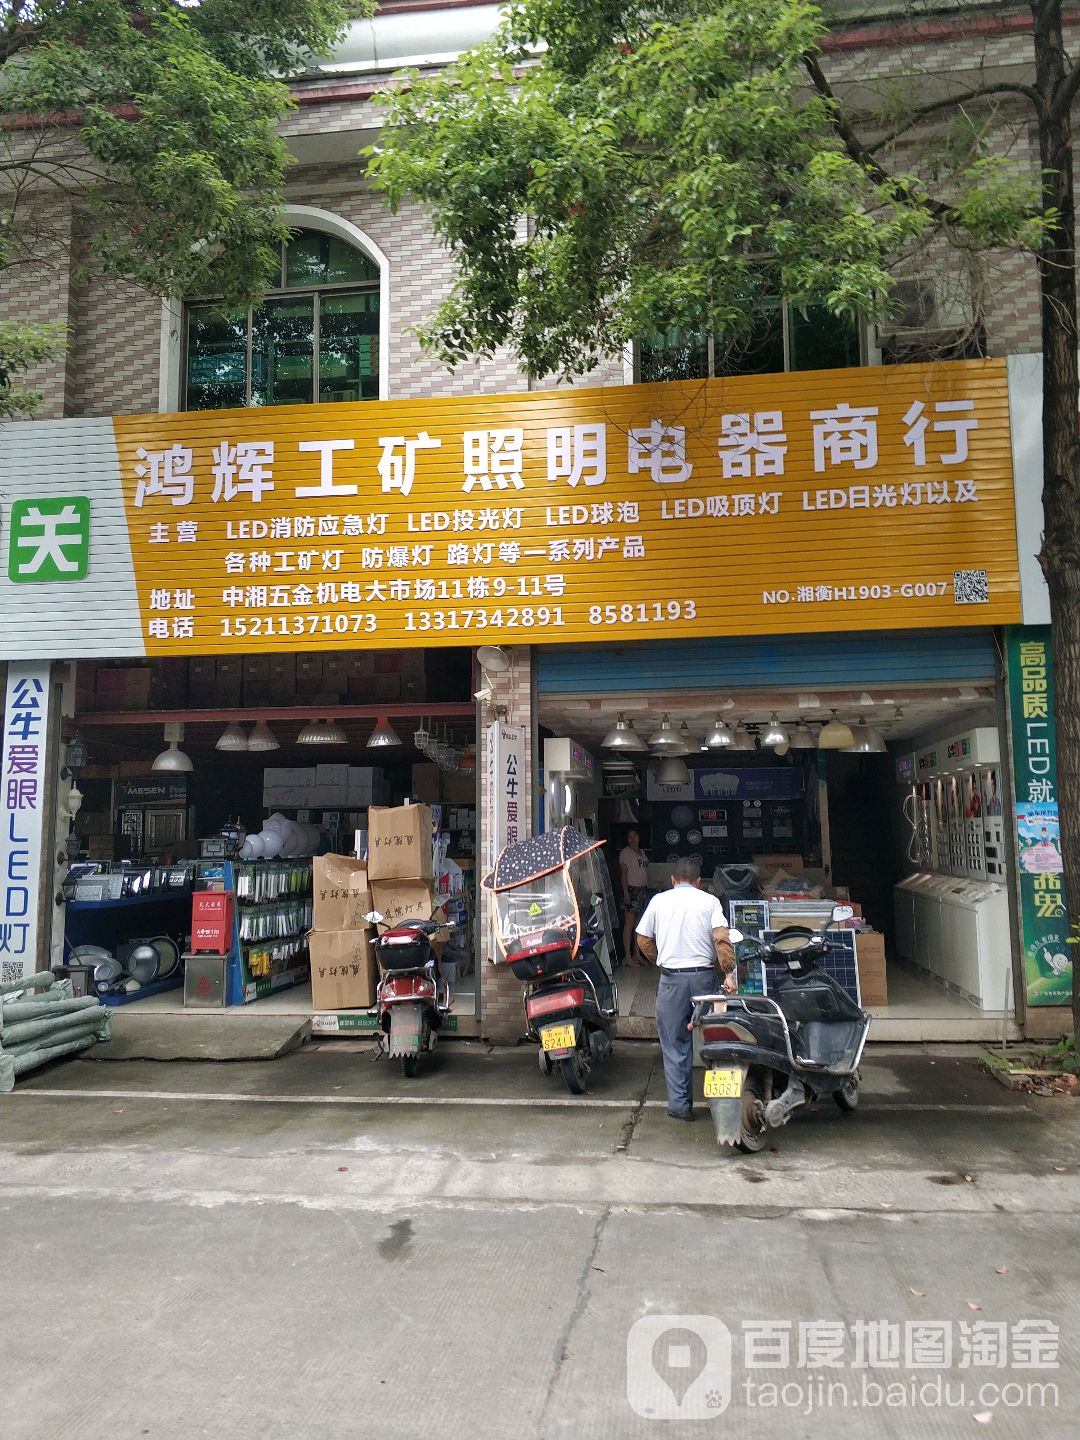 鸿辉工矿照明电器商行
关
主营 LED消防应急灯 LED投光灯 LED球泡 LED吸顶灯 LED日光灯以及
各种工矿灯 防爆灯 路灯等一系列产品
地址 中湘五金机电大市场11栋9-11号
电话 15211371073 13317342891 8581193
NO.湘衡H1903-G007
公牛爱眼LED灯
公牛爱眼
高品质LED就
MESEN
S2411
03087
百度地图淘金
taojin.baidu.com